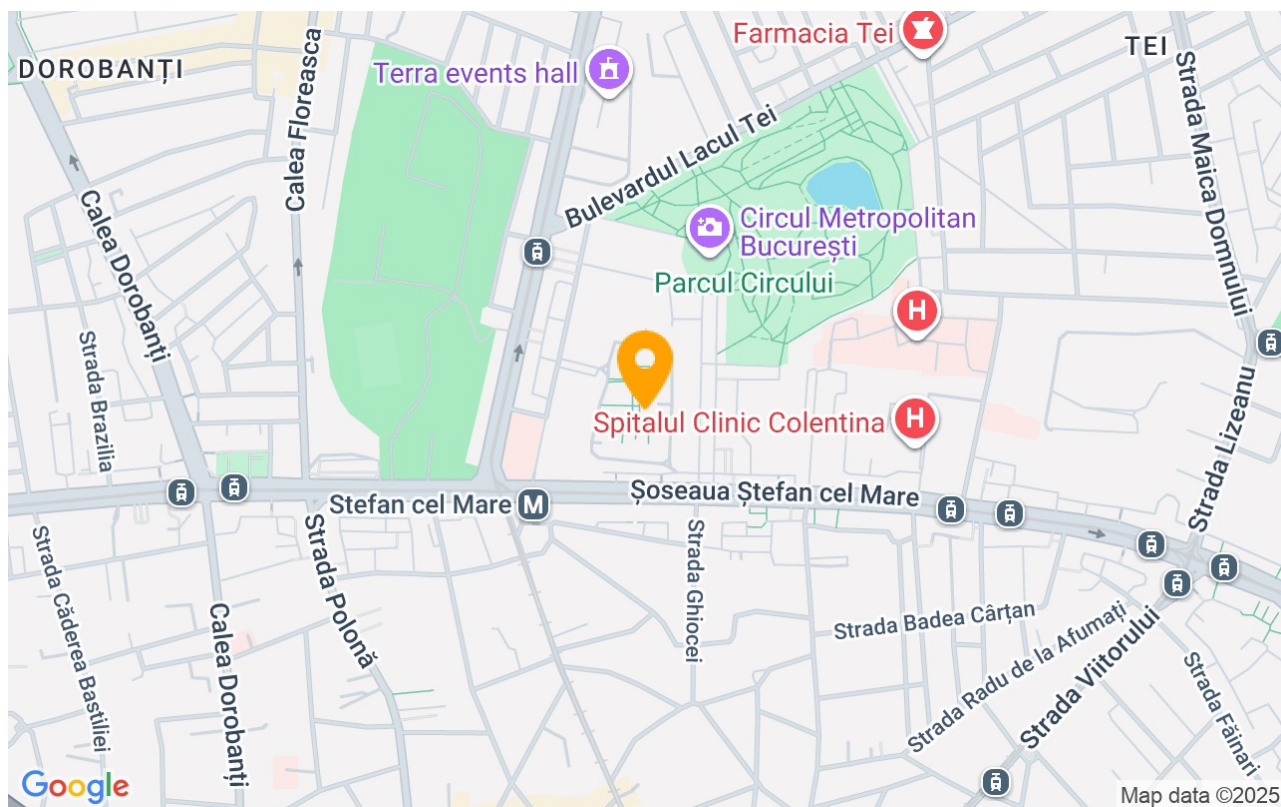 Farmacia Tei
TEI
DOROBANȚI
Terra events hall
Calea Floreasca
Strada Maica Domnului
Bulevardul Lacul Tei
Calea Dorobanți
Circul Metropolitan
București
Parcul Circului
H
Strada Brazilia
Spitalul Clinic Colentina
H
Strada Lizeanu
Ștefan cel Mare
M
Șoseaua Ștefan cel Mare
Strada Polonă
Strada Ghiocei
Strada Căderea Bastiliei
Calea Dorobanți
Strada Badea Cârțan
Strada Radu de la Afumați
Strada Viitorului
Strada Făinari
Google
Map data ©2025